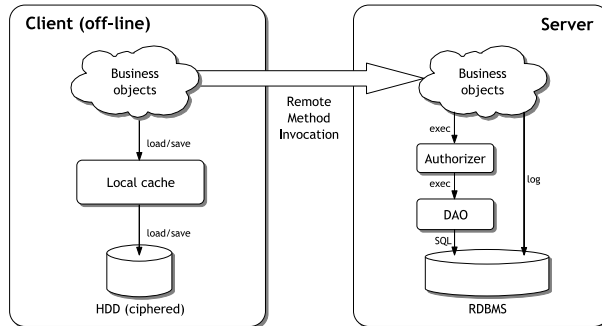 Client (off-line)
Server
Business
objects
Business
objects
Remote
Method
Invocation
load/save
Local cache
load/save
HDD (ciphered)
exec
Authorizer
exec
DAO
SQL
log
RDBMS